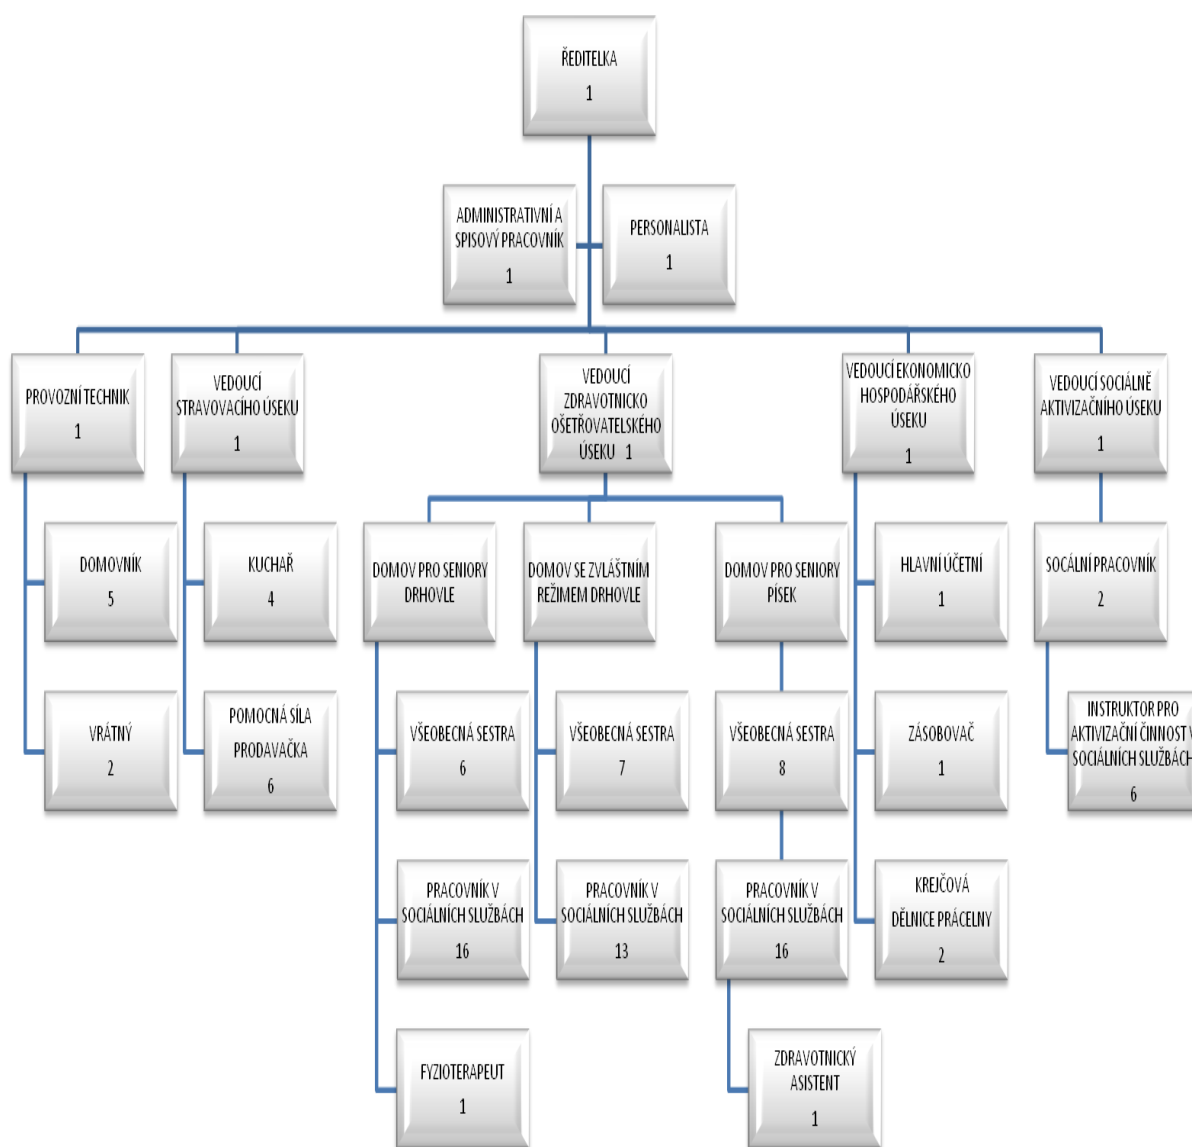 ŘEDITELKA
1
ADMINISTRATIVNÍ A
SPISOVÝ PRACOVNÍK
1
PERSONALISTA
1
PROVOZNÍ TECHNIK
1
VEDOUCÍ
STRAVOVACÍHO ÚSEKU
1
VEDOUCÍ
ZDRAVOTNICKO
OŠETŘOVATELSKÉHO
ÚSEKU 1
VEDOUCÍ EKONOMICKO
HOSPODÁŘSKÉHO
ÚSEKU
1
VEDOUCÍ SOCIÁLNĚ
AKTIVIZAČNÍHO ÚSEKU
1
DOMOVNÍK
5
KUCHAŘ
4
DOMOV PRO SENIORY
DRHOVLE
DOMOV SE ZVLÁŠTNÍM
REŽIMEM DRHOVLE
DOMOV PRO SENIORY
PÍSEK
HLAVNÍ ÚČETNÍ
1
SOCIÁLNÍ PRACOVNÍK
2
VRÁTNÝ
2
POMOCNÁ SÍLA
PRODAVAČKA
6
VŠEOBECNÁ SESTRA
6
VŠEOBECNÁ SESTRA
7
VŠEOBECNÁ SESTRA
8
ZÁSOBOVAČ
1
INSTRUKTOR PRO
AKTIVIZAČNÍ ČINNOST V
SOCIÁLNÍCH SLUŽBÁCH
6
PRACOVNÍK V
SOCIÁLNÍCH SLUŽBÁCH
16
PRACOVNÍK V
SOCIÁLNÍCH SLUŽBÁCH
13
PRACOVNÍK V
SOCIÁLNÍCH SLUŽBÁCH
16
KREJČOVÁ
DĚLNICE PRÁCELNY
2
FYZIOTERAPEUT
1
ZDRAVOTNICKÝ
ASISTENT
1